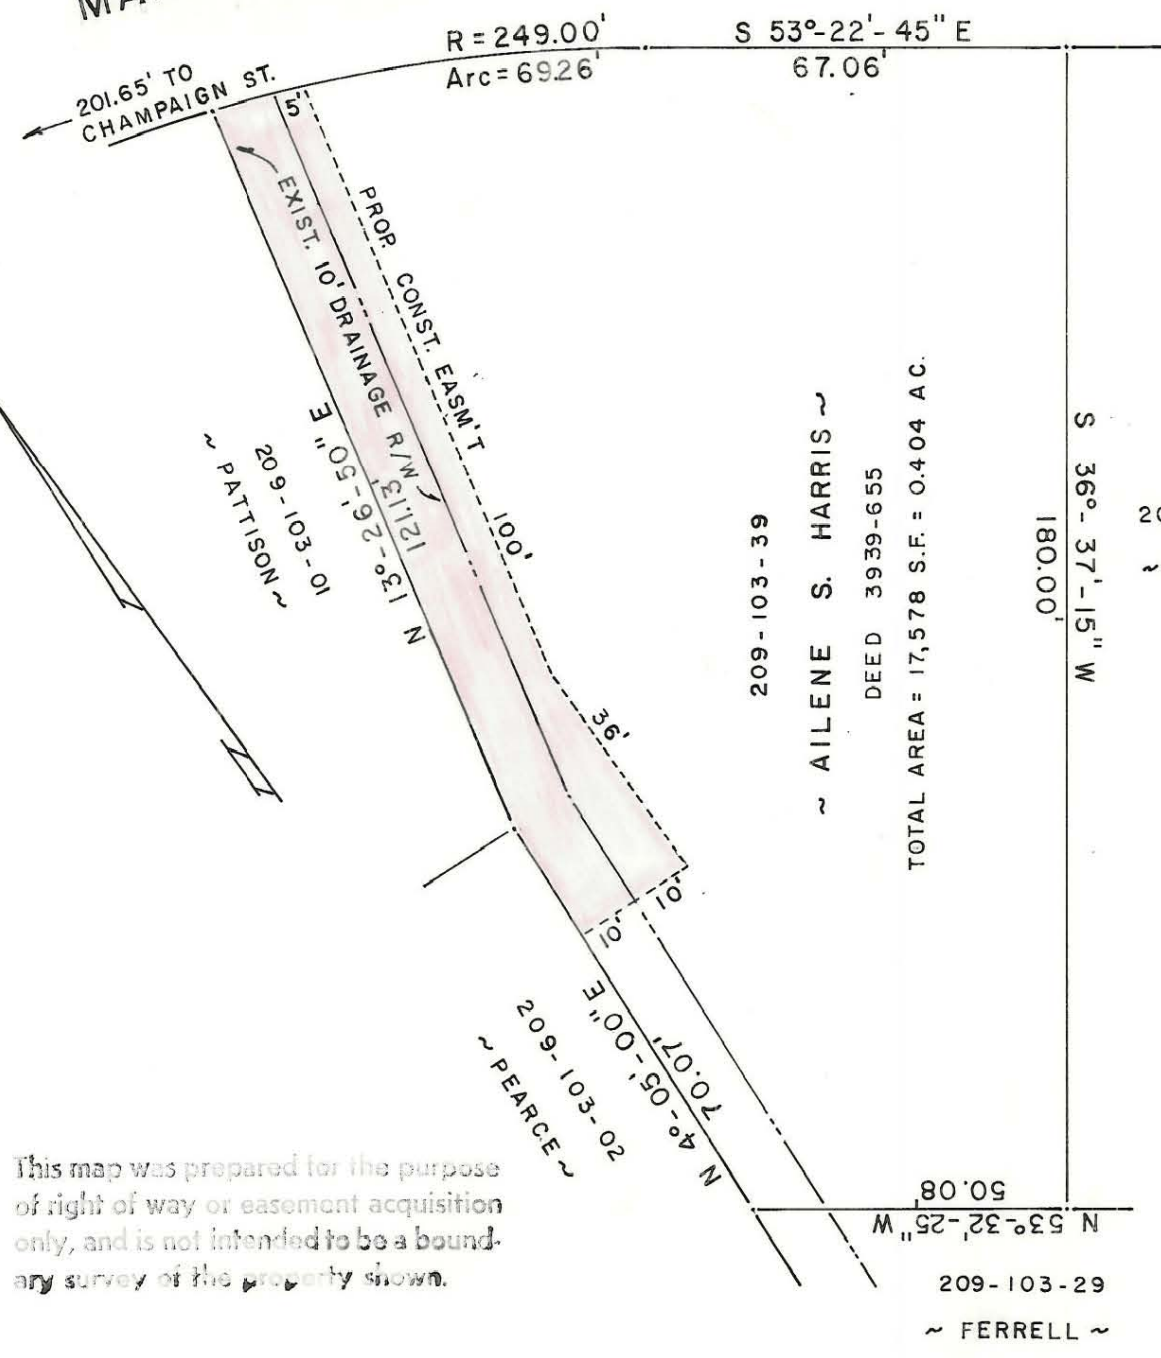 MA
R = 249.00'
Arc = 69.26'
S 53°-22'-45" E
67.06'
201.65' TO
CHAMPAIGN ST.
5'
EXIST. 10' DRAINAGE R/W
PROP. CONST. EASM'T
100'
36'
10'
10'
N 13°-26'-50" E
121.13'
209-103-01
~ PATTISON ~
209-103-39
~ AILENE S. HARRIS ~
DEED 3939-655
TOTAL AREA = 17,578 S.F. = 0.404 AC.
S 36°-37'-15" W
180.00'
20
~
N 4°-05'-00" E
70.07'
209-103-02
~ PEARCE ~
50.08'
N 53°-32'-25" W
209-103-29
~ FERRELL ~
This map was prepared for the purpose
of right of way or easement acquisition
only, and is not intended to be a bound-
ary survey of the property shown.